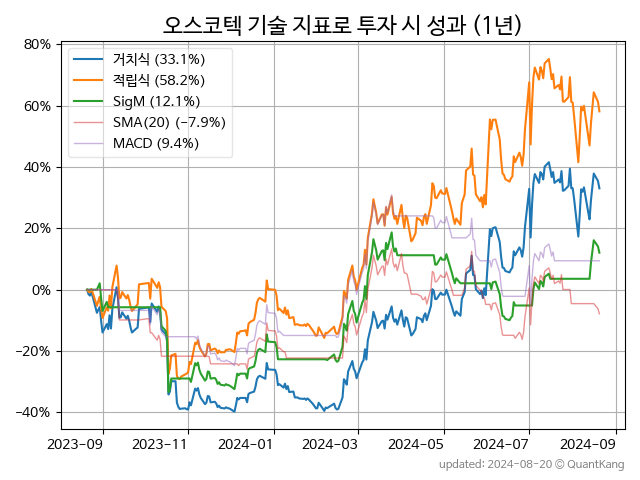 오스코텍 기술 지표로 투자 시 성과 (1년)
80%
60%
40%
20%
0%
−20%
−40%
거치식 (33.1%)
적립식 (58.2%)
SigM (12.1%)
SMA(20) (−7.9%)
MACD (9.4%)
2023-09
2023-11
2024-01
2024-03
2024-05
2024-07
2024-09
updated: 2024-08-20 © QuantKang